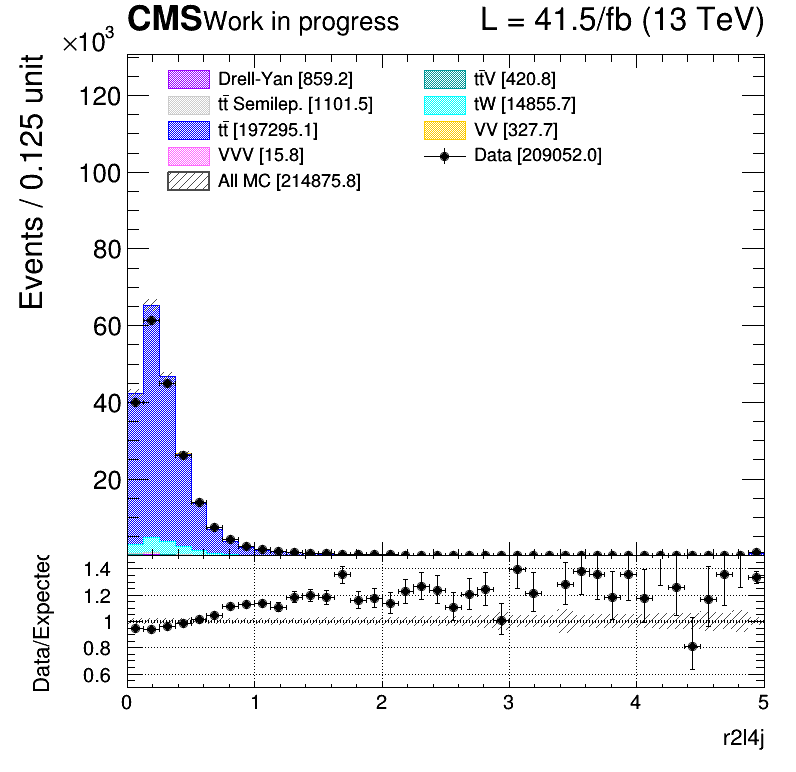 CMS Work in progress L = 41.5/fb (13 TeV)
×10³
Drell-Yan [859.2] tt̄V [420.8]
tt̄ Semilep. [1101.5] tW [14855.7]
tt̄ [197295.1] VV [327.7]
VVV [15.8] Data [209052.0]
All MC [214875.8]
Events / 0.125 unit
120
100
80
60
40
20
Data/Expected
1.4
1.2
1
0.8
0.6
0 1 2 3 4 5
r2l4j